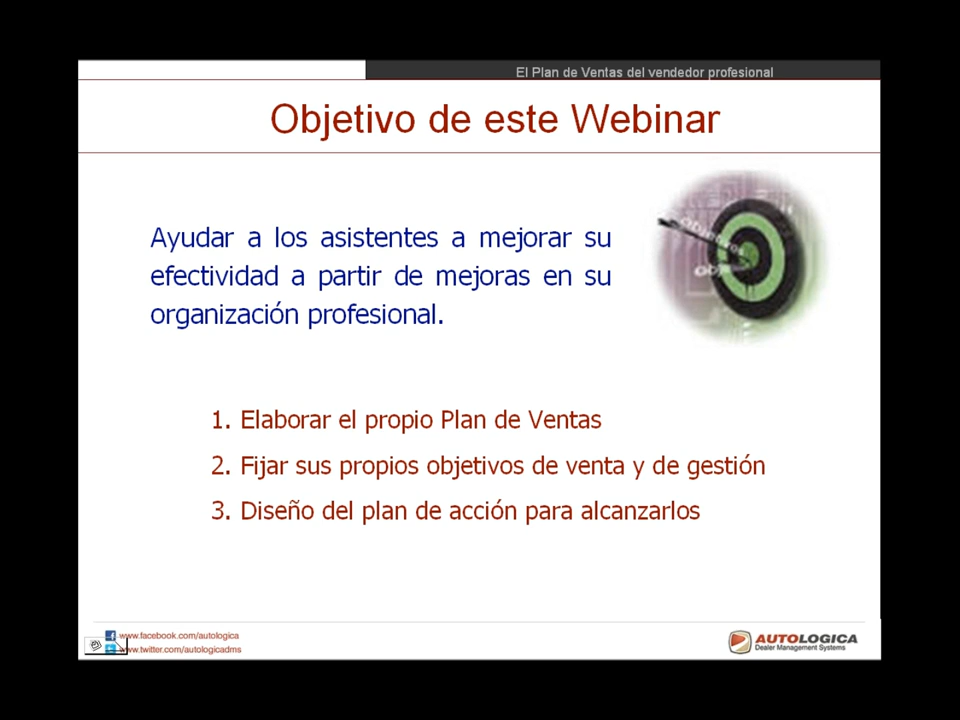 El Plan de Ventas del vendedor profesional
Objetivo de este Webinar
Ayudar a los asistentes a mejorar su
efectividad a partir de mejoras en su
organización profesional.
1. Elaborar el propio Plan de Ventas
2. Fijar sus propios objetivos de venta y de gestión
3. Diseño del plan de acción para alcanzarlos
www.facebook.com/autologica
www.twitter.com/autologicadms
AUTOLOGICA
Dealer Management Systems